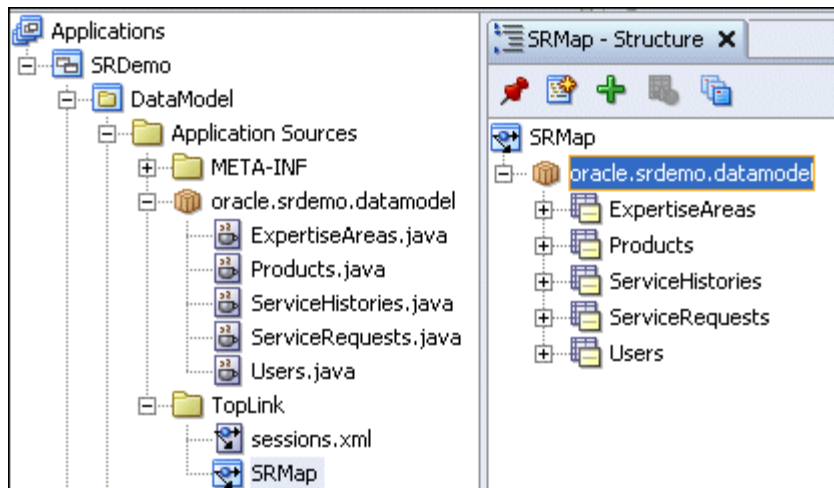 Applications
SRDemo
DataModel
Application Sources
META-INF
oracle.srdemo.datamodel
ExpertiseAreas.java
Products.java
ServiceHistories.java
ServiceRequests.java
Users.java
TopLink
sessions.xml
SRMap
SRMap - Structure
SRMap
oracle.srdemo.datamodel
ExpertiseAreas
Products
ServiceHistories
ServiceRequests
Users